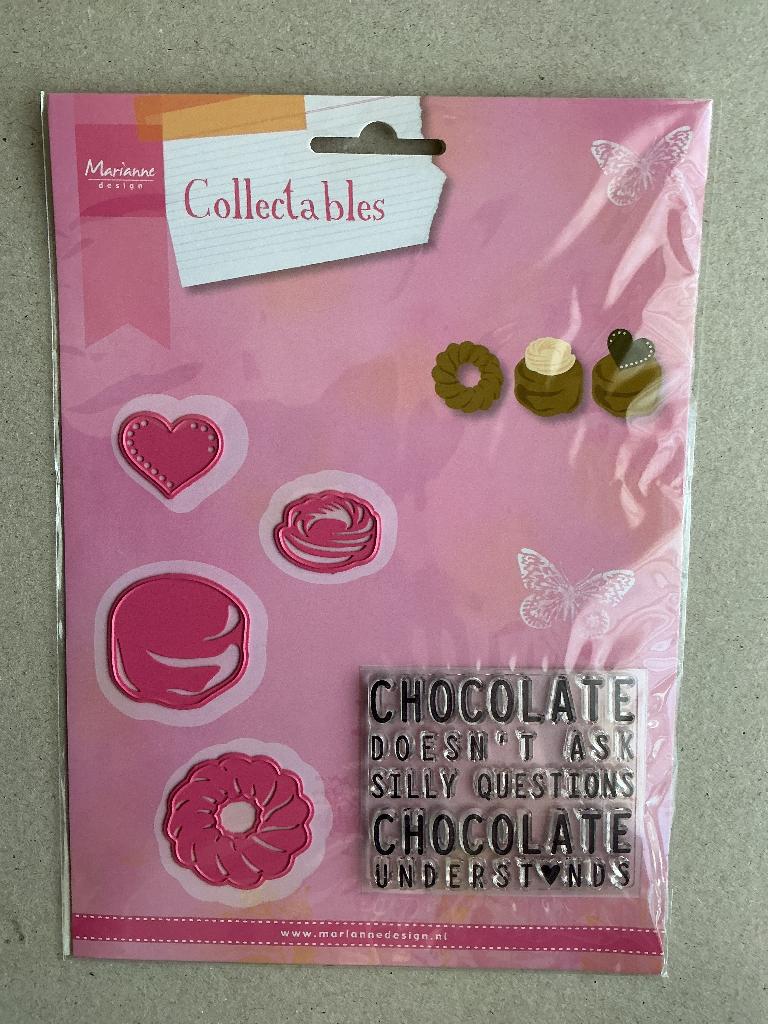 Marianne
design
Collectables
CHOCOLATE
DOESN'T ASK
SILLY QUESTIONS
CHOCOLATE
UNDERST♥NDS
www.mariannedesign.nl